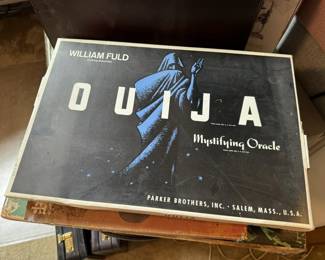 WILLIAM FULD
OUIJA
Mystifying Oracle
PARKER BROTHERS, INC. · SALEM, MASS., U.S.A.